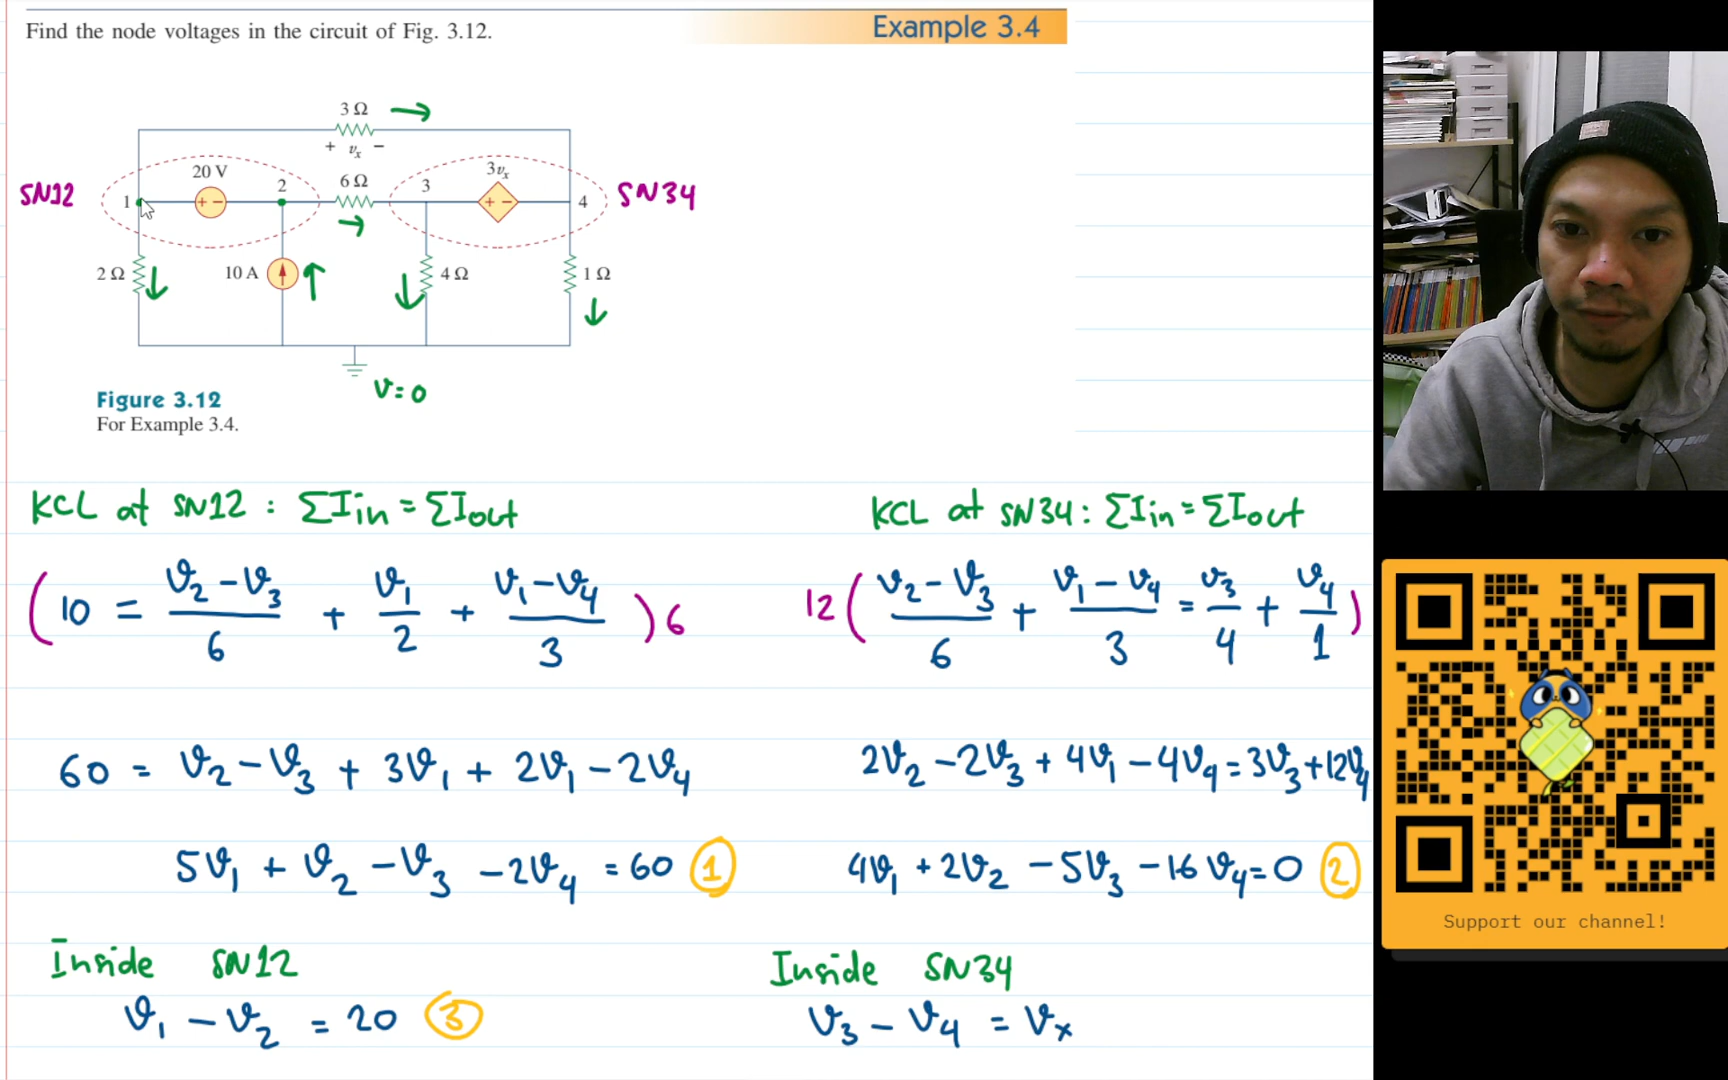 Find the node voltages in the circuit of Fig. 3.12.
Example 3.4
3 Ω
+ vx −
20 V
6 Ω
3vx
SN12
1
2
3
4
SN34
+ −
+ −
2 Ω
10 A
4 Ω
1 Ω
v=0
Figure 3.12
For Example 3.4.
KCL at SN12 : ΣIin = ΣIout
(10 = (v2 − v3)/6 + v1/2 + (v1 − v4)/3)6
60 = v2 − v3 + 3v1 + 2v1 − 2v4
5v1 + v2 − v3 − 2v4 = 60 ①
Inside SN12
v1 − v2 = 20 ③
KCL at SN34 : ΣIin = ΣIout
12((v2 − v3)/6 + (v1 − v4)/3 = v3/4 + v4/1)
2v2 − 2v3 + 4v1 − 4v4 = 3v3 + 12v4
4v1 + 2v2 − 5v3 − 16v4 = 0 ②
Inside SN34
v3 − v4 = vx
Support our channel!